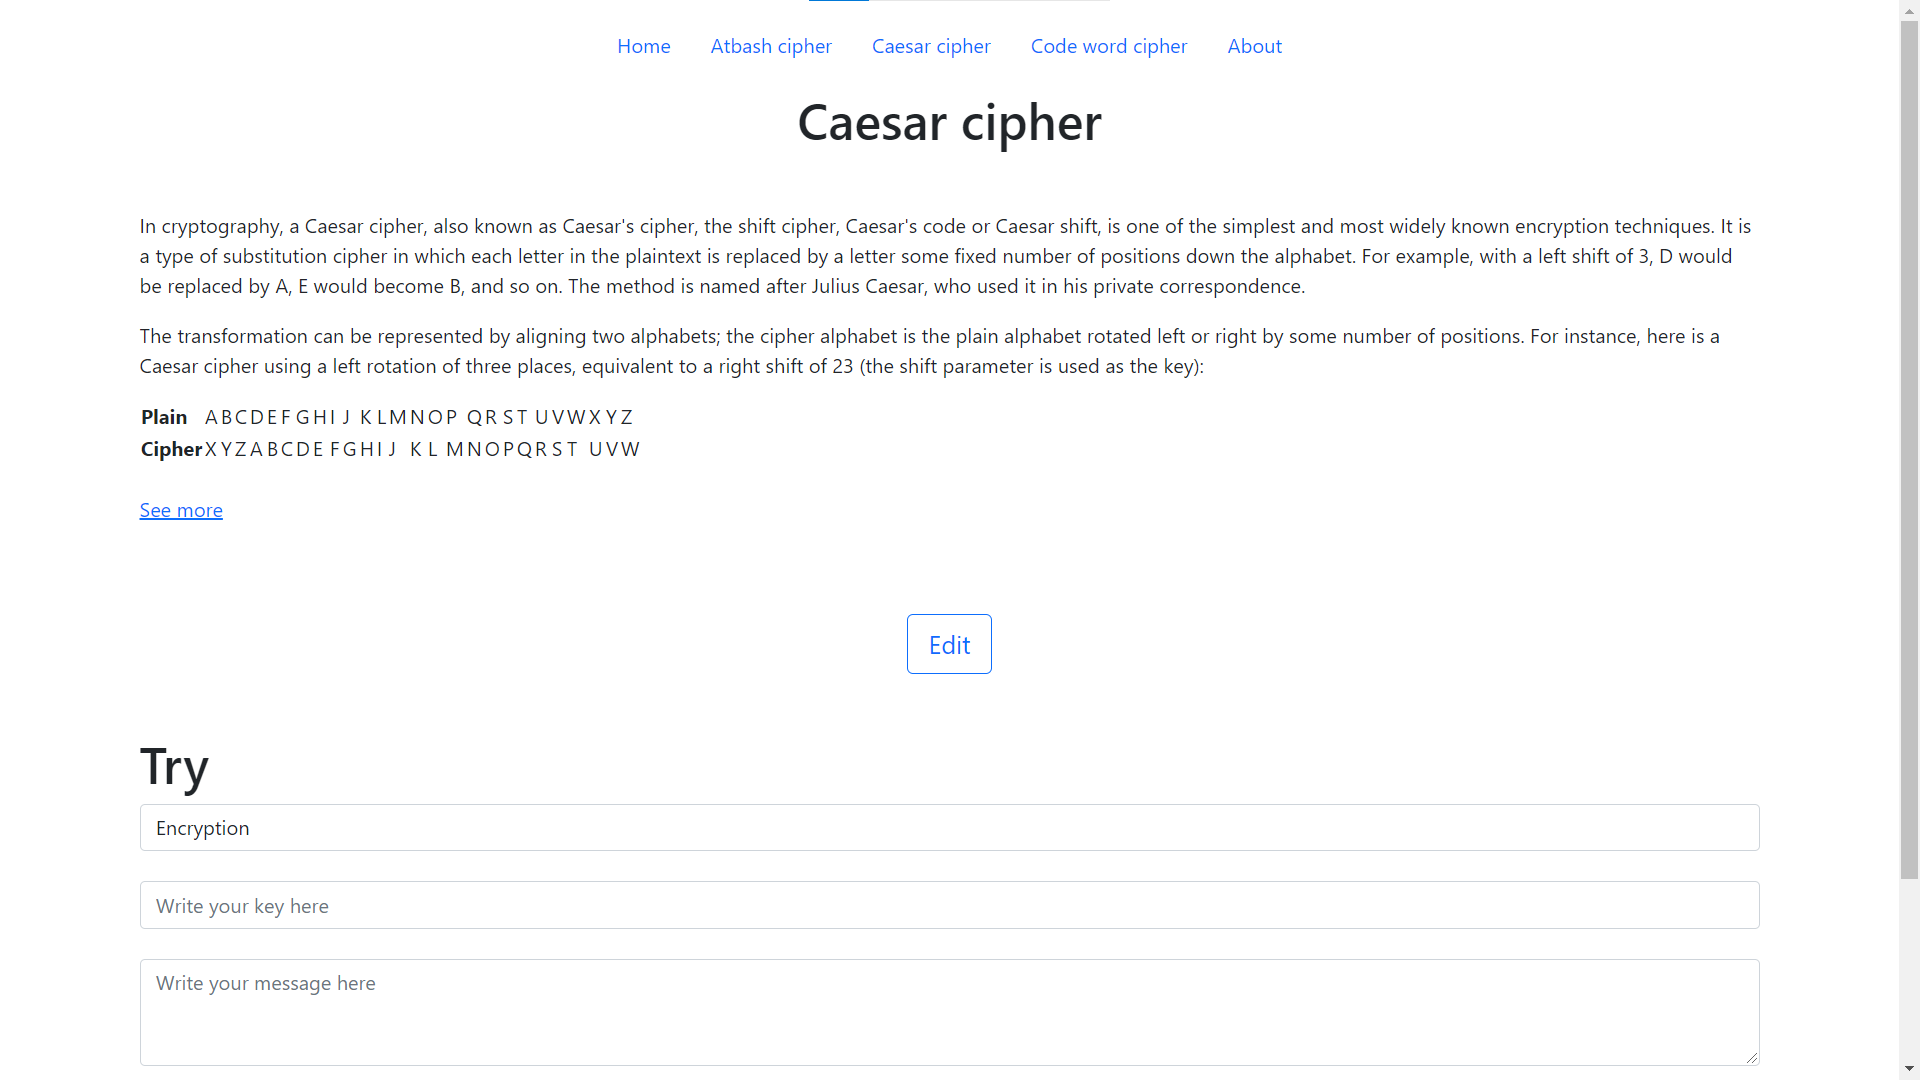 Home Atbash cipher Caesar cipher Code word cipher About
Caesar cipher
In cryptography, a Caesar cipher, also known as Caesar's cipher, the shift cipher, Caesar's code or Caesar shift, is one of the simplest and most widely known encryption techniques. It is
a type of substitution cipher in which each letter in the plaintext is replaced by a letter some fixed number of positions down the alphabet. For example, with a left shift of 3, D would
be replaced by A, E would become B, and so on. The method is named after Julius Caesar, who used it in his private correspondence.
The transformation can be represented by aligning two alphabets; the cipher alphabet is the plain alphabet rotated left or right by some number of positions. For instance, here is a
Caesar cipher using a left rotation of three places, equivalent to a right shift of 23 (the shift parameter is used as the key):
Plain A B C D E F G H I J K L M N O P Q R S T U V W X Y Z
Cipher X Y Z A B C D E F G H I J K L M N O P Q R S T U V W
See more
Edit
Try
Encryption
Write your key here
Write your message here